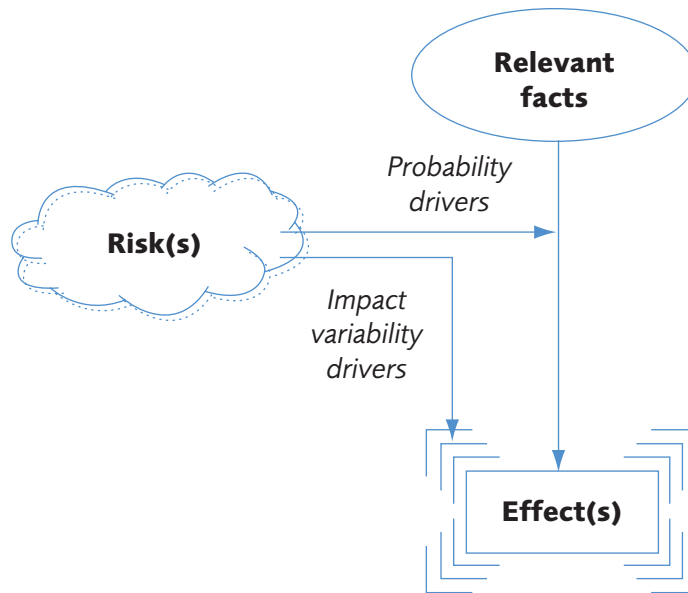 Relevant
facts
Probability
drivers
Risk(s)
Impact
variability
drivers
Effect(s)